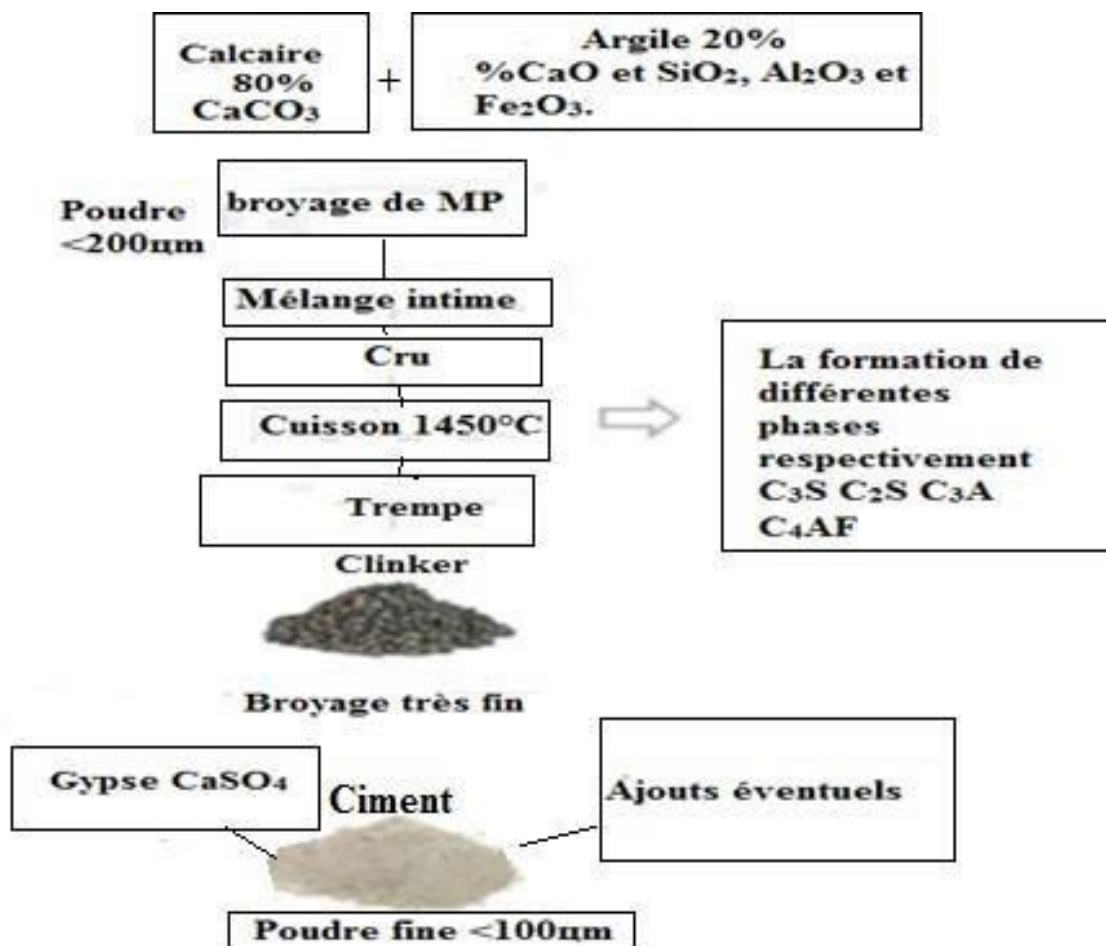 Calcaire
80%
CaCO₃
+
Argile 20%
%CaO et SiO₂, Al₂O₃ et
Fe₂O₃.
Poudre
<200цm
broyage de MP
Mélange intime
Cru
Cuisson 1450°C
La formation de
différentes
phases
respectivement
C₃S C₂S C₃A
C₄AF
Trempe
Clinker
Broyage très fin
Gypse CaSO₄
Ciment
Ajouts éventuels
Poudre fine <100цm